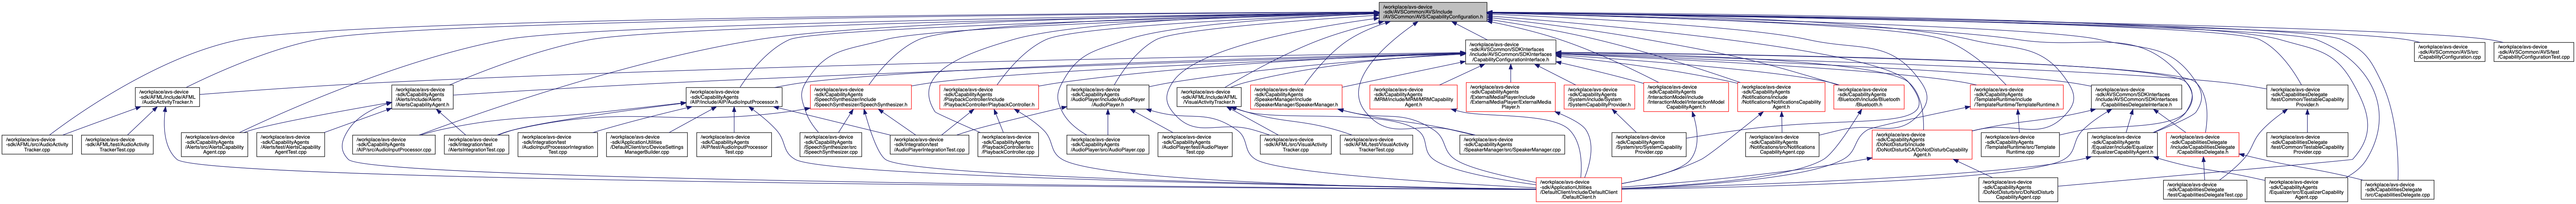 /workplace/avs-device
-sdk/AVSCommon/AVS/include
/AVSCommon/AVS/CapabilityConfiguration.h
/workplace/avs-device
-sdk/AVSCommon/SDKInterfaces
/include/AVSCommon/SDKInterfaces
/CapabilityConfigurationInterface.h
/workplace/avs-device
-sdk/AVSCommon/AVS/src
/CapabilityConfiguration.cpp
/workplace/avs-device
-sdk/AVSCommon/AVS/test
/CapabilityConfigurationTest.cpp
/workplace/avs-device
-sdk/AFML/include/AFML
/AudioActivityTracker.h
/workplace/avs-device
-sdk/CapabilityAgents
/Alerts/include/Alerts
/AlertsCapabilityAgent.h
/workplace/avs-device
-sdk/CapabilityAgents
/AIP/include/AIP/AudioInputProcessor.h
/workplace/avs-device
-sdk/CapabilityAgents
/SpeechSynthesizer/include
/SpeechSynthesizer/SpeechSynthesizer.h
/workplace/avs-device
-sdk/CapabilityAgents
/PlaybackController/include
/PlaybackController/PlaybackController.h
/workplace/avs-device
-sdk/CapabilityAgents
/AudioPlayer/include/AudioPlayer
/AudioPlayer.h
/workplace/avs-device
-sdk/AFML/include/AFML
/VisualActivityTracker.h
/workplace/avs-device
-sdk/CapabilityAgents
/SpeakerManager/include
/SpeakerManager/SpeakerManager.h
/workplace/avs-device
-sdk/CapabilityAgents
/MRM/include/MRM/MRMCapability
Agent.h
/workplace/avs-device
-sdk/CapabilityAgents
/ExternalMediaPlayer/include
/ExternalMediaPlayer/ExternalMedia
Player.h
/workplace/avs-device
-sdk/CapabilityAgents
/System/include/System
/SystemCapabilityProvider.h
/workplace/avs-device
-sdk/CapabilityAgents
/InteractionModel/include
/InteractionModel/InteractionModel
CapabilityAgent.h
/workplace/avs-device
-sdk/CapabilityAgents
/Notifications/include
/Notifications/NotificationsCapability
Agent.h
/workplace/avs-device
-sdk/CapabilityAgents
/Bluetooth/include/Bluetooth
/Bluetooth.h
/workplace/avs-device
-sdk/CapabilityAgents
/TemplateRuntime/include
/TemplateRuntime/TemplateRuntime.h
/workplace/avs-device
-sdk/AVSCommon/SDKInterfaces
/include/AVSCommon/SDKInterfaces
/CapabilitiesDelegateInterface.h
/workplace/avs-device
-sdk/CapabilitiesDelegate
/test/Common/TestableCapability
Provider.h
/workplace/avs-device
-sdk/AFML/src/AudioActivity
Tracker.cpp
/workplace/avs-device
-sdk/AFML/test/AudioActivity
TrackerTest.cpp
/workplace/avs-device
-sdk/CapabilityAgents
/Alerts/src/AlertsCapability
Agent.cpp
/workplace/avs-device
-sdk/CapabilityAgents
/Alerts/test/AlertsCapability
AgentTest.cpp
/workplace/avs-device
-sdk/CapabilityAgents
/AIP/src/AudioInputProcessor.cpp
/workplace/avs-device
-sdk/Integration/test
/AlertsIntegrationTest.cpp
/workplace/avs-device
-sdk/Integration/test
/AudioInputProcessorIntegration
Test.cpp
/workplace/avs-device
-sdk/ApplicationUtilities
/DefaultClient/src/DeviceSettings
ManagerBuilder.cpp
/workplace/avs-device
-sdk/CapabilityAgents
/AIP/test/AudioInputProcessor
Test.cpp
/workplace/avs-device
-sdk/CapabilityAgents
/SpeechSynthesizer/src
/SpeechSynthesizer.cpp
/workplace/avs-device
-sdk/Integration/test
/AudioPlayerIntegrationTest.cpp
/workplace/avs-device
-sdk/CapabilityAgents
/PlaybackController/src
/PlaybackController.cpp
/workplace/avs-device
-sdk/CapabilityAgents
/AudioPlayer/src/AudioPlayer.cpp
/workplace/avs-device
-sdk/CapabilityAgents
/AudioPlayer/test/AudioPlayer
Test.cpp
/workplace/avs-device
-sdk/AFML/src/VisualActivity
Tracker.cpp
/workplace/avs-device
-sdk/AFML/test/VisualActivity
TrackerTest.cpp
/workplace/avs-device
-sdk/CapabilityAgents
/SpeakerManager/src/SpeakerManager.cpp
/workplace/avs-device
-sdk/CapabilityAgents
/System/src/SystemCapability
Provider.cpp
/workplace/avs-device
-sdk/CapabilityAgents
/Notifications/src/Notifications
CapabilityAgent.cpp
/workplace/avs-device
-sdk/CapabilityAgents
/DoNotDisturb/include
/DoNotDisturbCA/DoNotDisturbCapability
Agent.h
/workplace/avs-device
-sdk/CapabilityAgents
/TemplateRuntime/src/Template
Runtime.cpp
/workplace/avs-device
-sdk/CapabilityAgents
/Equalizer/include/Equalizer
/EqualizerCapabilityAgent.h
/workplace/avs-device
-sdk/CapabilitiesDelegate
/include/CapabilitiesDelegate
/CapabilitiesDelegate.h
/workplace/avs-device
-sdk/CapabilitiesDelegate
/test/Common/TestableCapability
Provider.cpp
/workplace/avs-device
-sdk/ApplicationUtilities
/DefaultClient/include/DefaultClient
/DefaultClient.h
/workplace/avs-device
-sdk/CapabilityAgents
/DoNotDisturb/src/DoNotDisturb
CapabilityAgent.cpp
/workplace/avs-device
-sdk/CapabilitiesDelegate
/test/CapabilitiesDelegateTest.cpp
/workplace/avs-device
-sdk/CapabilityAgents
/Equalizer/src/EqualizerCapability
Agent.cpp
/workplace/avs-device
-sdk/CapabilitiesDelegate
/src/CapabilitiesDelegate.cpp